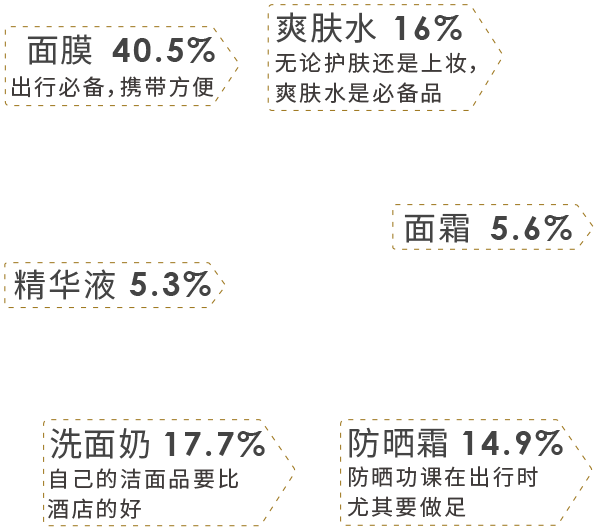 面膜 40.5%
出行必备，携带方便
爽肤水 16%
无论护肤还是上妆，
爽肤水是必备品
面霜 5.6%
精华液 5.3%
洗面奶 17.7%
自己的洁面品要比
酒店的好
防晒霜 14.9%
防晒功课在出行时
尤其要做足